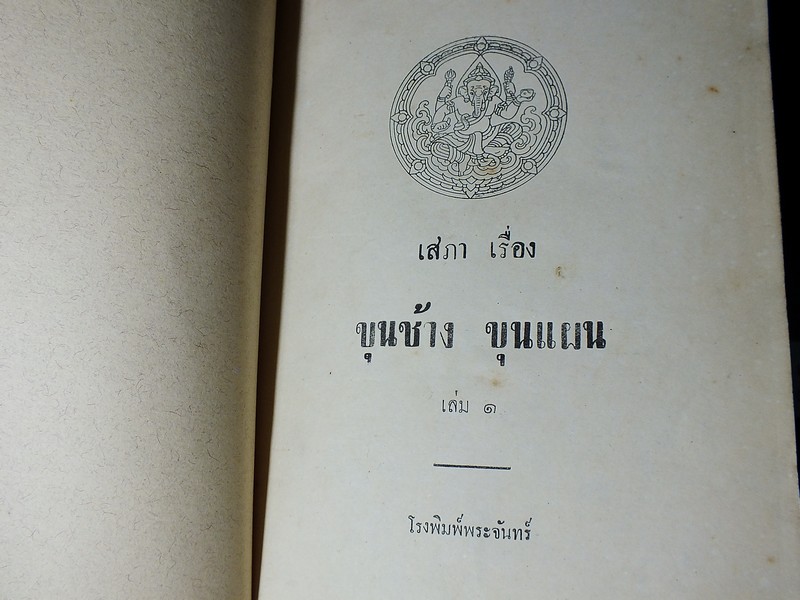 เสภา เรื่อง
ขุนช้าง ขุนแผน
เล่ม ๑
โรงพิมพ์พระจันทร์